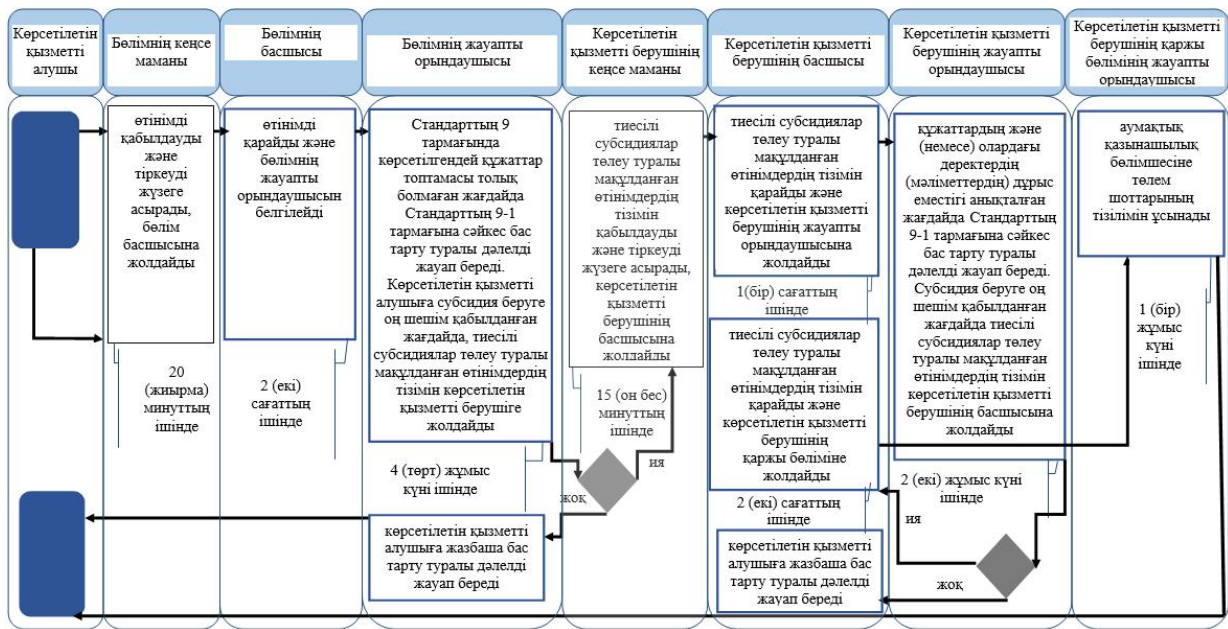 Көрсетілетін
қызметті
алушы
Бөлімнің кеңсе
маманы
Бөлімнің
басшысы
Бөлімнің жауапты
орындаушысы
Көрсетілетін
қызметті берушінің
кеңсе маманы
Көрсетілетін қызметті
берушінің басшысы
Көрсетілетін қызметті
берушінің жауапты
орындаушысы
Көрсетілетін қызметті
берушінің қаржы
бөлімінің жауапты
орындаушысы
өтінімді
қабылдауды
және
тіркеуді
жүзеге
асырады,
бөлім
басшысына
жолдайды
20
(жиырма)
минуттың
ішінде
өтінімді
қарайды және
бөлімнің
жауапты
орындаушысын
белгілейді
2 (екі)
сағаттың
ішінде
Стандарттың 9
тармағында
көрсетілгендей құжаттар
топтамасы толық
болмаған жағдайда
Стандарттың 9-1
тармағына сәйкес бас
тарту туралы дәлелді
жауап береді.
Көрсетілетін қызметті
алушыға субсидия беруге
оң шешім қабылданған
жағдайда, тиесілі
субсидиялар төлеу туралы
мақұлданған өтінімдердің
тізімін көрсетілетін
қызметті берушіге
жолдайды
4 (төрт) жұмыс
күні ішінде
жоқ
ия
көрсетілетін қызметті
алушыға жазбаша бас
тарту туралы дәлелді
жауап береді
тиесілі
субсидиялар
төлеу туралы
мақұлданған
өтінімдердің
тізімін
қабылдауды
және тіркеуді
жүзеге асырады,
көрсетілетін
қызметті
берушінің
басшысына
жолдайды
15 (он бес)
минуттың
ішінде
тиесілі субсидиялар
төлеу туралы
мақұлданған
өтінімдердің тізімін
қарайды және
көрсетілетін қызметті
берушінің жауапты
орындаушысына
жолдайды
1(бір) сағаттың
ішінде
тиесілі субсидиялар
төлеу туралы
мақұлданған
өтінімдердің тізімін
қарайды және
көрсетілетін қызметті
берушінің
қаржы бөліміне
жолдайды
2 (екі) сағаттың
ішінде
көрсетілетін қызметті
алушыға жазбаша бас
тарту туралы дәлелді
жауап береді
құжаттардың және
(немесе) олардағы
деректердің
(мәліметтердің) дұрыс
еместігі анықталған
жағдайда Стандарттың
9-1 тармағына сәйкес
бас тарту туралы
дәлелді жауап береді.
Субсидия беруге оң
шешім қабылданған
жағдайда тиесілі
субсидиялар төлеу
туралы мақұлданған
өтінімдердің тізімін
көрсетілетін қызметті
берушінің басшысына
жолдайды
2 (екі) жұмыс күні
ішінде
ия
жоқ
аумақтық
қазынашылық
бөлімшесіне
төлем
шоттарының
тізілімін ұсынады
1 (бір)
жұмыс
күні
ішінде